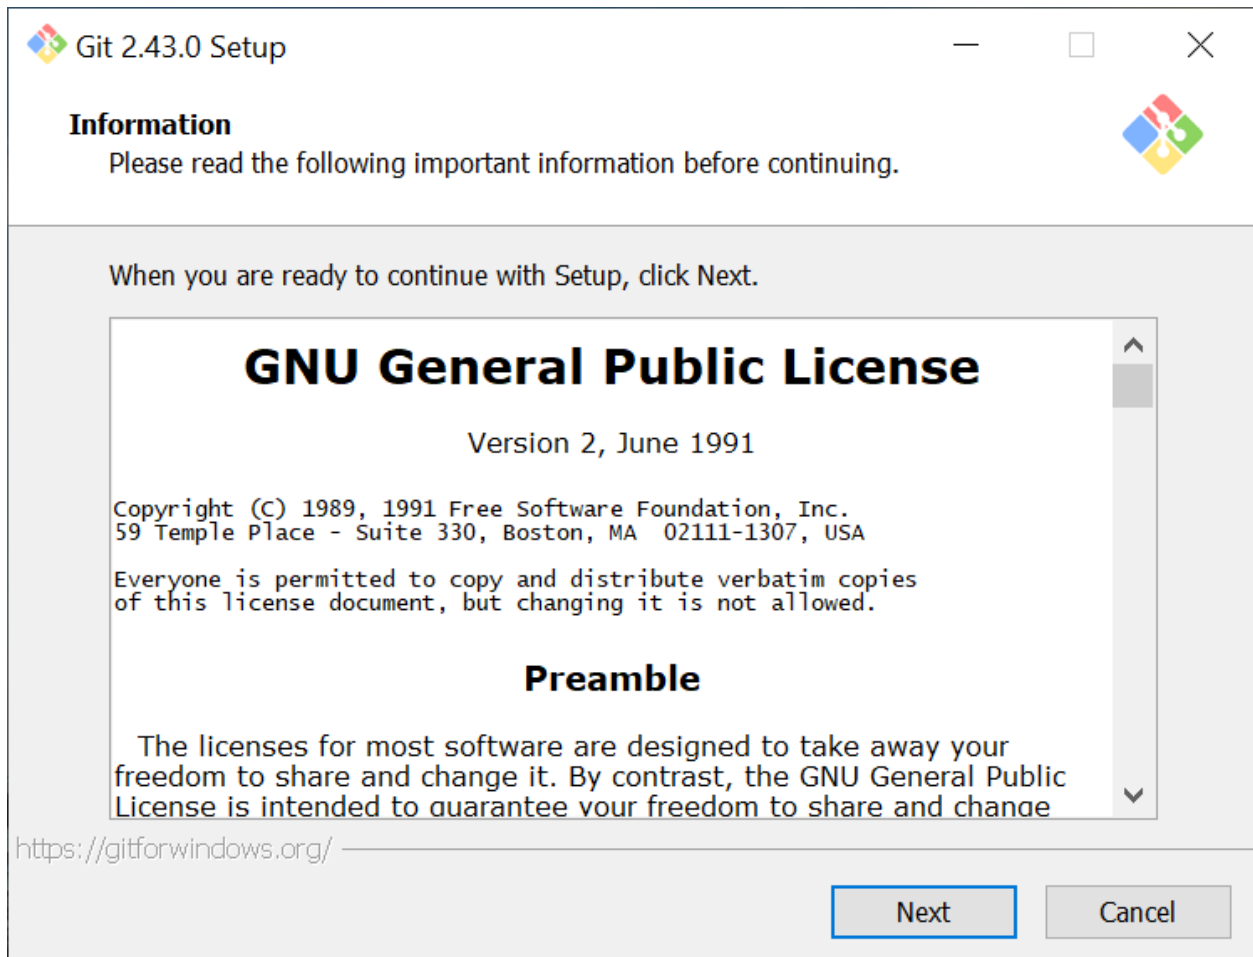 Git 2.43.0 Setup
Information
Please read the following important information before continuing.
When you are ready to continue with Setup, click Next.
GNU General Public License
Version 2, June 1991
Copyright (C) 1989, 1991 Free Software Foundation, Inc.
59 Temple Place - Suite 330, Boston, MA  02111-1307, USA
Everyone is permitted to copy and distribute verbatim copies
of this license document, but changing it is not allowed.
Preamble
The licenses for most software are designed to take away your
freedom to share and change it. By contrast, the GNU General Public
License is intended to guarantee your freedom to share and change
https://gitforwindows.org/
Next
Cancel